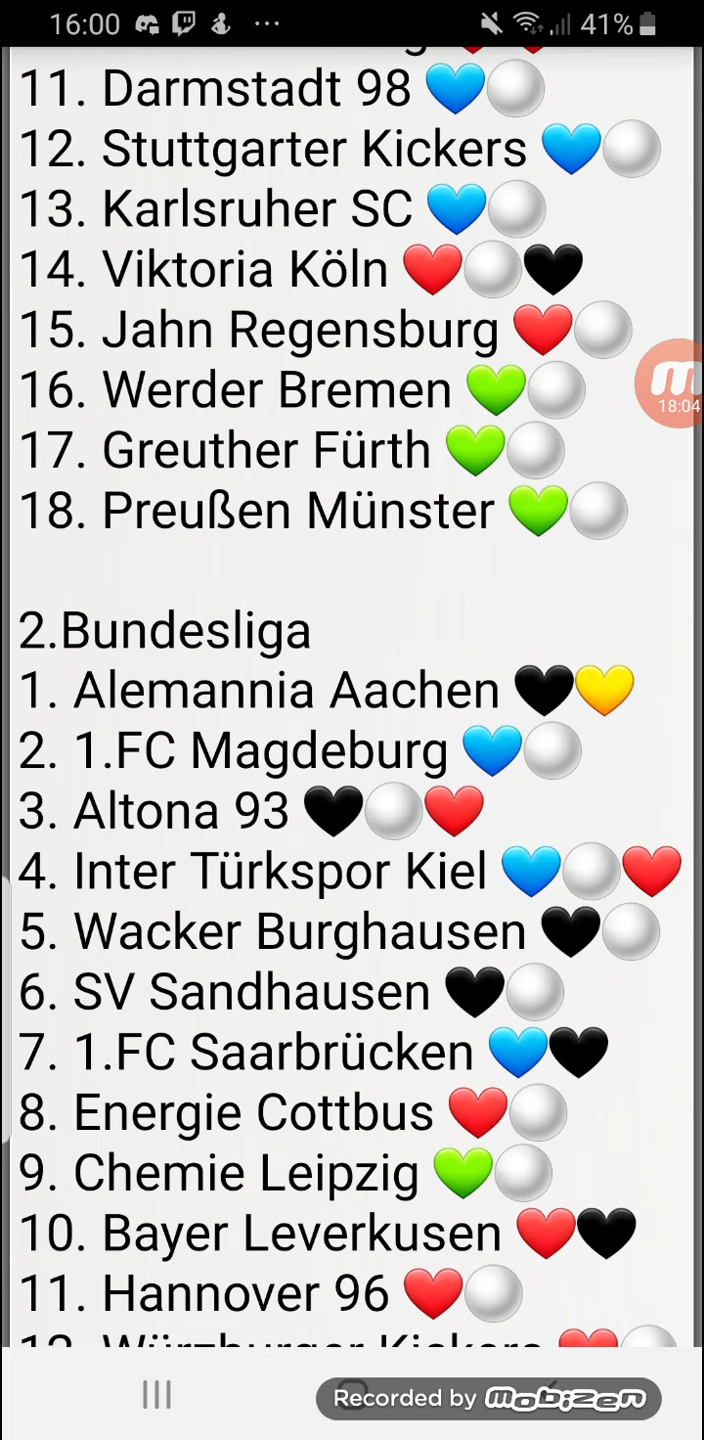 16:00 ... 41%
11. Darmstadt 98 💙⚪
12. Stuttgarter Kickers 💙⚪
13. Karlsruher SC 💙⚪
14. Viktoria Köln ❤️⚪🖤
15. Jahn Regensburg ❤️⚪
16. Werder Bremen 💚⚪
17. Greuther Fürth 💚⚪
18. Preußen Münster 💚⚪
18:04
2.Bundesliga
1. Alemannia Aachen 🖤💛
2. 1.FC Magdeburg 💙⚪
3. Altona 93 🖤⚪❤️
4. Inter Türkspor Kiel 💙⚪❤️
5. Wacker Burghausen 🖤⚪
6. SV Sandhausen 🖤⚪
7. 1.FC Saarbrücken 💙🖤
8. Energie Cottbus ❤️⚪
9. Chemie Leipzig 💚⚪
10. Bayer Leverkusen ❤️🖤
11. Hannover 96 ❤️⚪
12. Würzburger Kickers ❤️⚪
Recorded by Mobizen